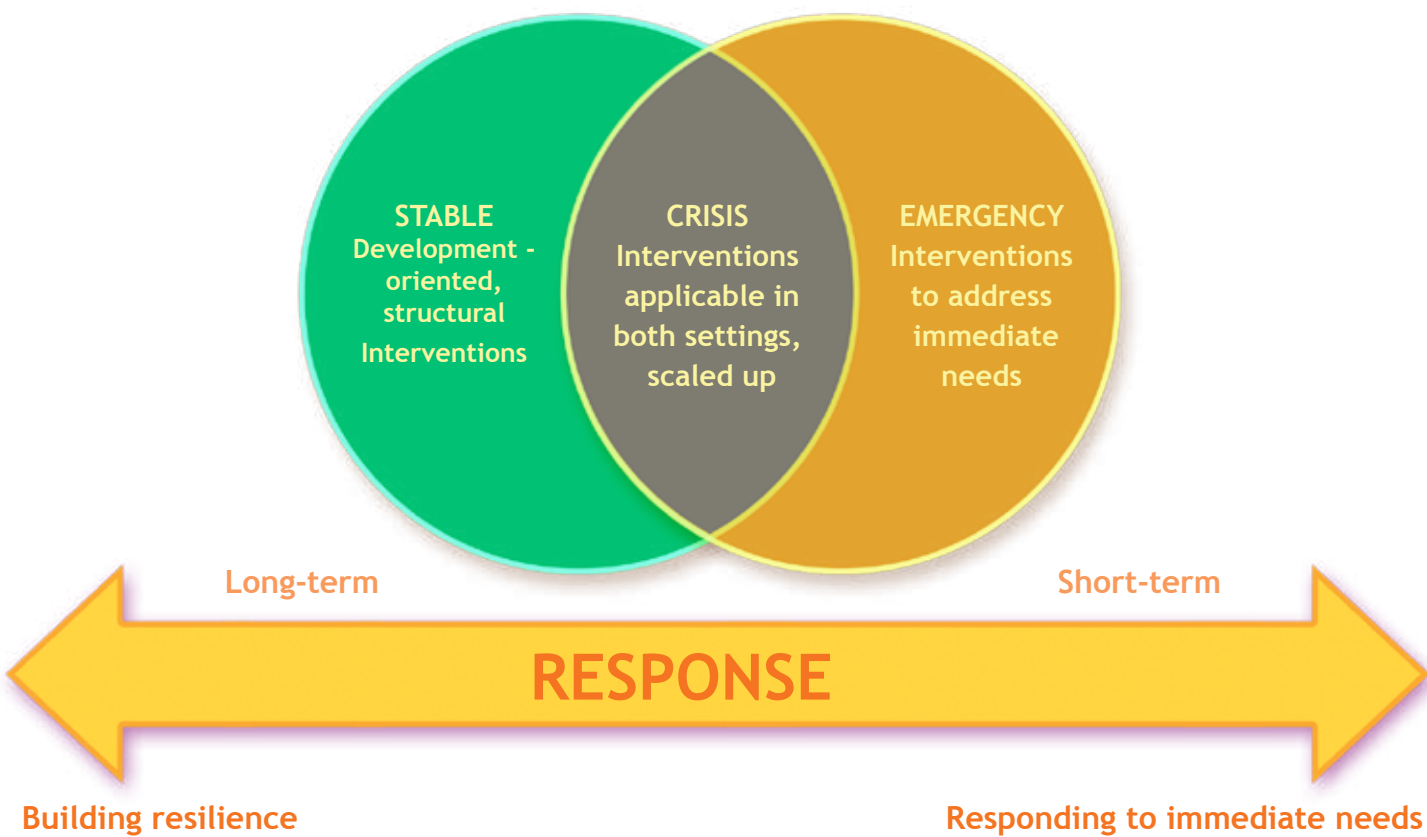 STABLE
Development -
oriented,
structural
Interventions
CRISIS
Interventions
applicable in
both settings,
scaled up
EMERGENCY
Interventions
to address
immediate
needs
Long-term
Short-term
RESPONSE
Building resilience
Responding to immediate needs